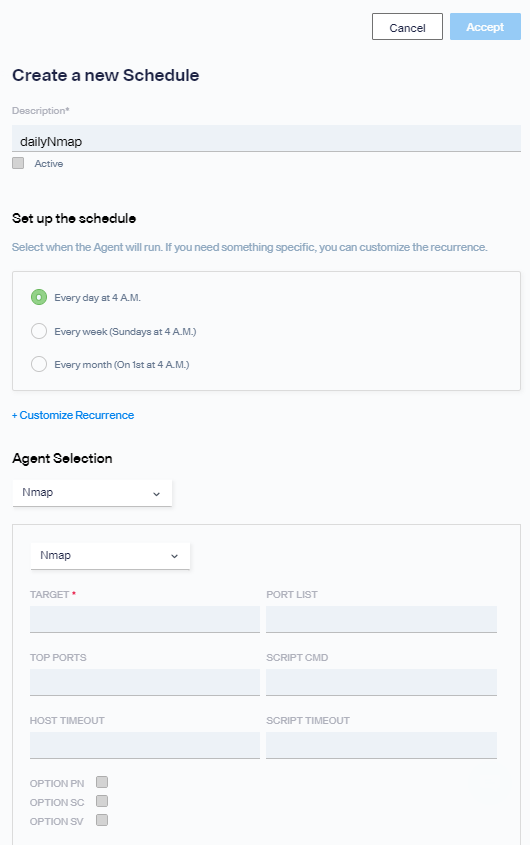 Cancel
Accept
Create a new Schedule
Description*
dailyNmap
Active
Set up the schedule
Select when the Agent will run. If you need something specific, you can customize the recurrence.
Every day at 4 A.M.
Every week (Sundays at 4 A.M.)
Every month (On 1st at 4 A.M.)
+ Customize Recurrence
Agent Selection
Nmap
Nmap
TARGET * PORT LIST
TOP PORTS SCRIPT CMD
HOST TIMEOUT SCRIPT TIMEOUT
OPTION PN
OPTION SC
OPTION SV